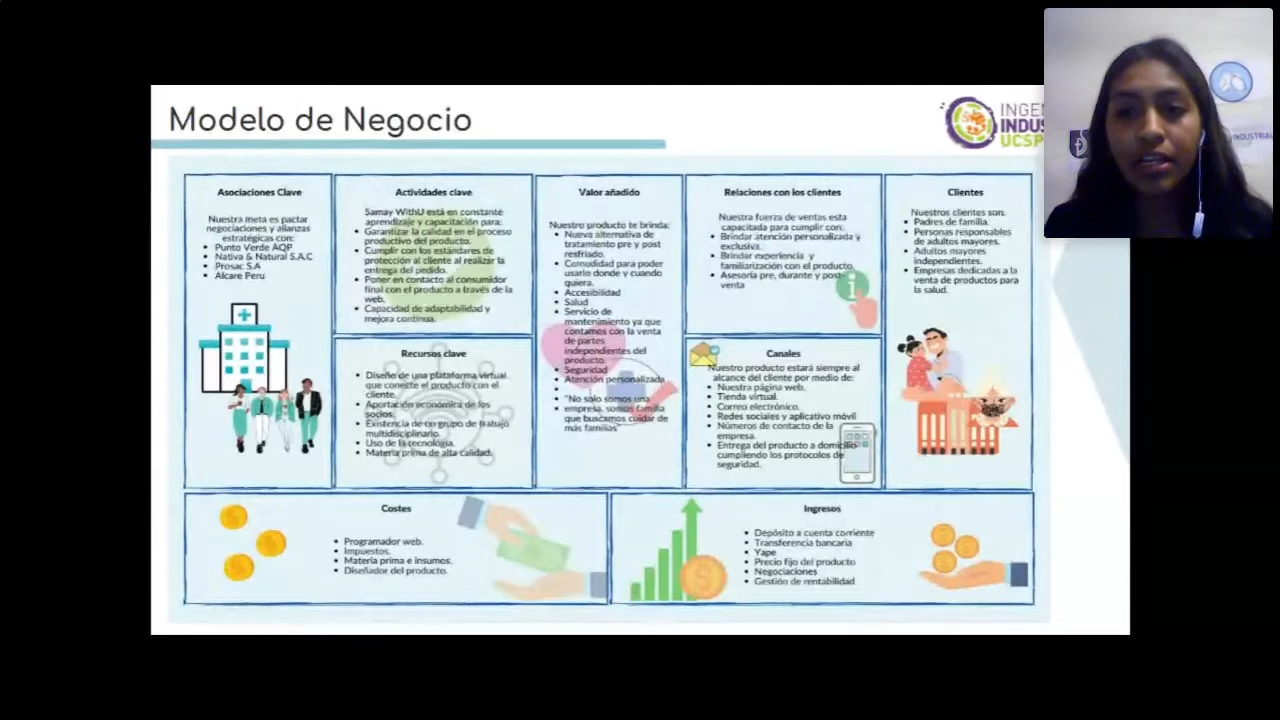 Modelo de Negocio
INGEN
INDUS
UCSP
INDUSTRIAL
Asociaciones Clave
Nuestra meta es pactar
negociaciones y alianzas
estratégicas con:
Punto Verde AQP
Nativa & Natural S.A.C
Prosac S.A
Alcare Peru
Actividades clave
Samay WithU está en constante
aprendizaje y capacitación para:
Garantizar la calidad en el proceso
productivo del producto.
Cumplir con los estándares de
protección al cliente al realizar la
entrega del pedido.
Poner en contacto al consumidor
final con el producto a través de la
web.
Capacidad de adaptabilidad y
mejora continua.
Recursos clave
Diseño de una plataforma virtual
que conecte el producto con el
cliente.
Aportación económica de los
socios.
Existencia de un grupo de trabajo
multidisciplinario.
Uso de la tecnología.
Materia prima de alta calidad.
Valor añadido
Nuestro producto te brinda:
Nueva alternativa de
tratamiento pre y post
resfriado.
Comodidad para poder
usarlo donde y cuando
quiera.
Accesibilidad
Salud
Servicio de
mantenimiento ya que
contamos con la venta
de partes
independientes del
producto.
Seguridad
Atención personalizada
"No solo somos una
empresa, somos familia
que buscamos cuidar de
más familias"
Relaciones con los clientes
Nuestra fuerza de ventas esta
capacitada para cumplir con:
Brindar atención personalizada y
exclusiva.
Brindar experiencia y
familiarización con el producto.
Asesoría pre, durante y post-
venta
Canales
Nuestro producto estará siempre al
alcance del cliente por medio de:
Nuestra página web.
Tienda virtual.
Correo electrónico.
Redes sociales y aplicativo móvil
Números de contacto de la
empresa.
Entrega del producto a domicilio
cumpliendo los protocolos de
seguridad.
Clientes
Nuestros clientes son:
Padres de familia.
Personas responsables
de adultos mayores.
Adultos mayores
independientes.
Empresas dedicadas a la
venta de productos para
la salud.
Costes
Programador web.
Impuestos.
Materia prima e insumos.
Diseñador del producto.
Ingresos
Depósito a cuenta corriente
Transferencia bancaria
Yape
Precio fijo del producto
Negociaciones
Gestión de rentabilidad